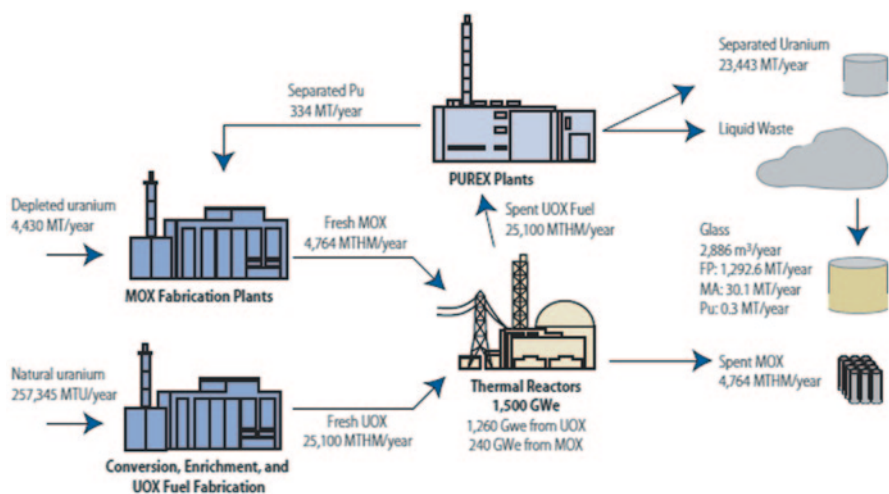 Separated Pu
334 MT/year
PUREX Plants
Separated Uranium
23,443 MT/year
Liquid Waste
Depleted uranium
4,430 MT/year
MOX Fabrication Plants
Fresh MOX
4,764 MTHM/year
Spent UOX Fuel
25,100 MTHM/year
Glass
2,886 m³/year
FP: 1,292.6 MT/year
MA: 30.1 MT/year
Pu: 0.3 MT/year
Natural uranium
257,345 MTU/year
Conversion, Enrichment, and
UOX Fuel Fabrication
Fresh UOX
25,100 MTHM/year
Thermal Reactors
1,500 GWe
1,260 Gwe from UOX
240 GWe from MOX
Spent MOX
4,764 MTHM/year